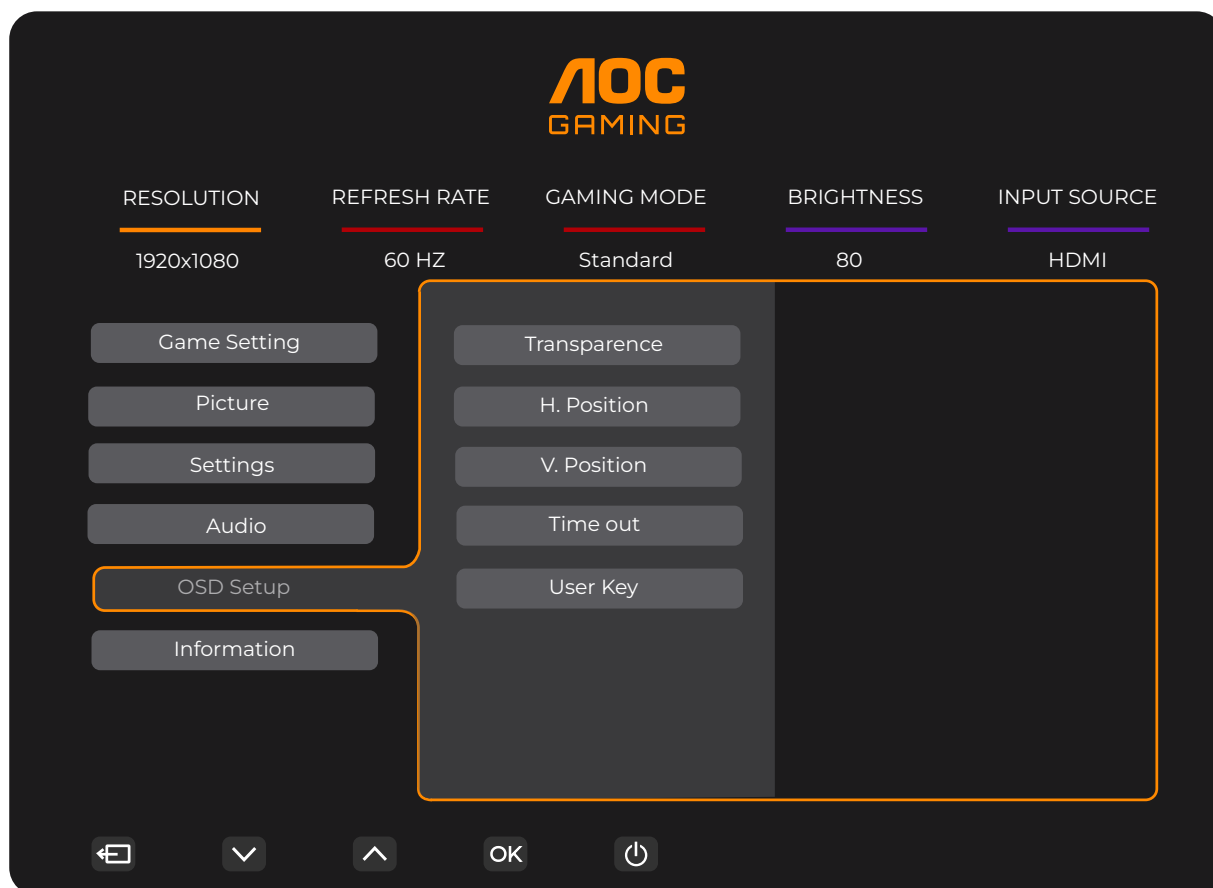 AOC
GAMING
RESOLUTION REFRESH RATE GAMING MODE BRIGHTNESS INPUT SOURCE
1920x1080 60 HZ Standard 80 HDMI
Game Setting
Picture
Settings
Audio
OSD Setup
Information
Transparence
H. Position
V. Position
Time out
User Key
OK